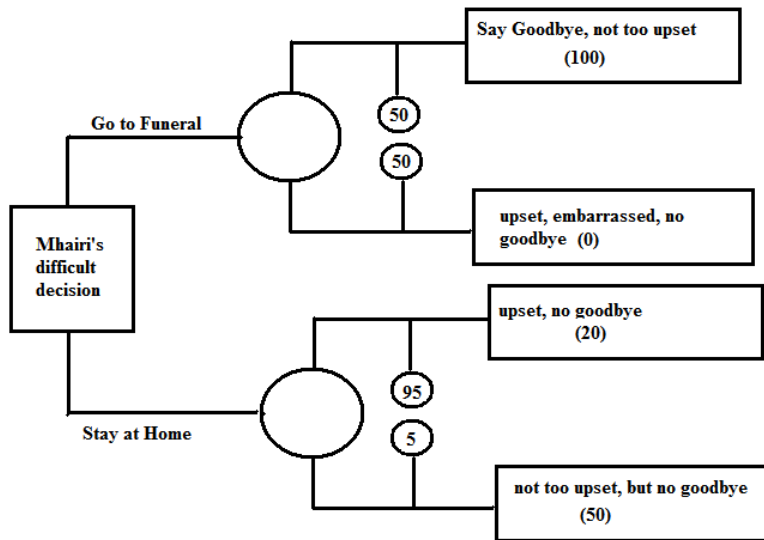 Say Goodbye, not too upset
(100)
50
Go to Funeral
50
upset, embarrassed, no
goodbye (0)
Mhairi's
difficult
decision
upset, no goodbye
(20)
95
Stay at Home
5
not too upset, but no goodbye
(50)